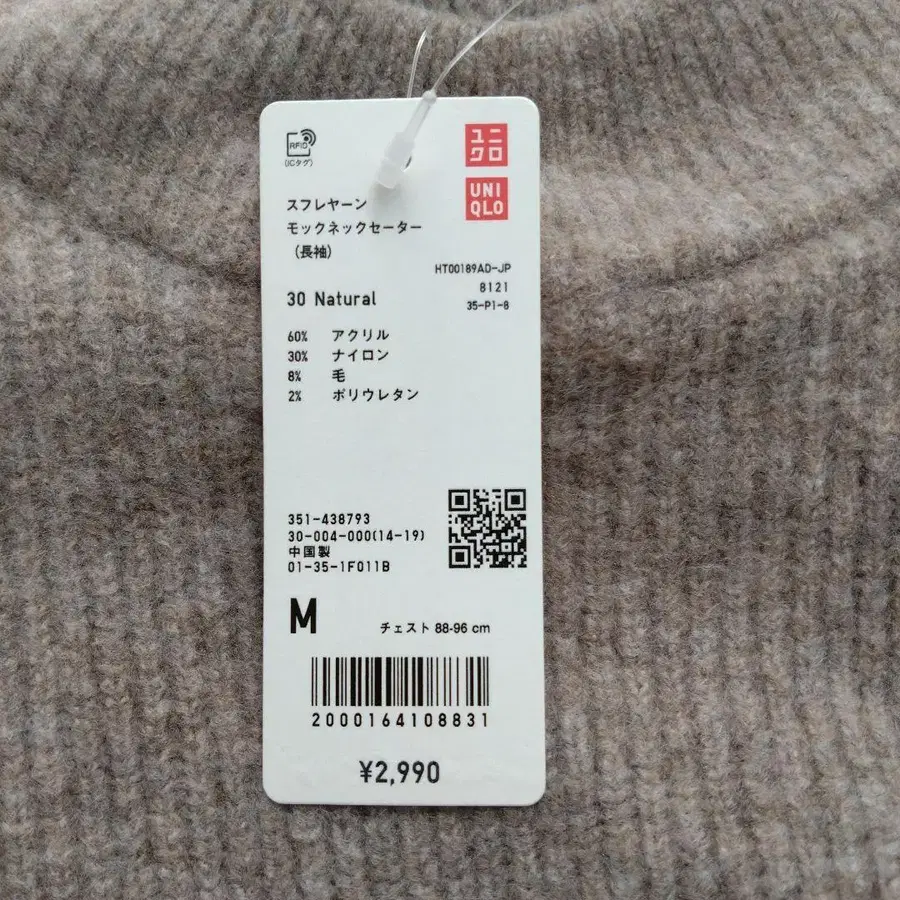 RFID
(ICタグ)
ユニ
クロ
UNI
QLO
スフレヤーン
モックネックセーター
(長袖)
HT00189AD-JP
8121
35-P1-8
30 Natural
60% アクリル
30% ナイロン
8% 毛
2% ポリウレタン
351-438793
30-004-000(14-19)
中国製
01-35-1F011B
M チェスト 88-96 cm
2000164108831
¥2,990